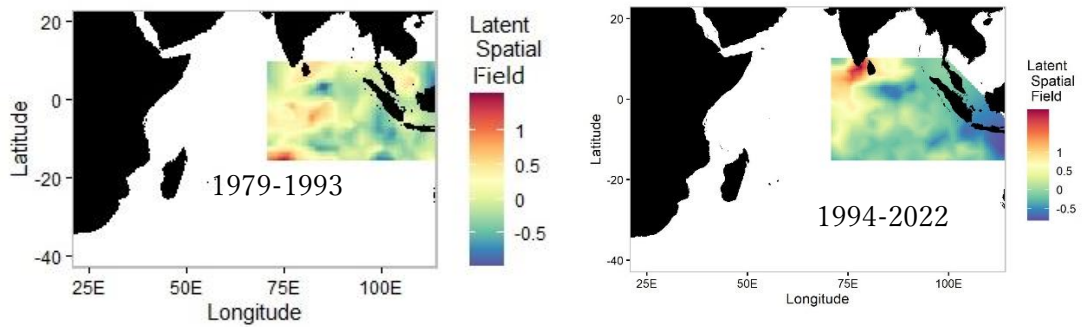 Latent
Spatial
Field
20
0
-20
-40
Latitude
1
0.5
0
-0.5
1979-1993
25E
50E
75E
100E
Longitude
20
0
-20
-40
Latitude
Latent
Spatial
Field
1
0.5
0
-0.5
1994-2022
25E
50E
75E
100E
Longitude